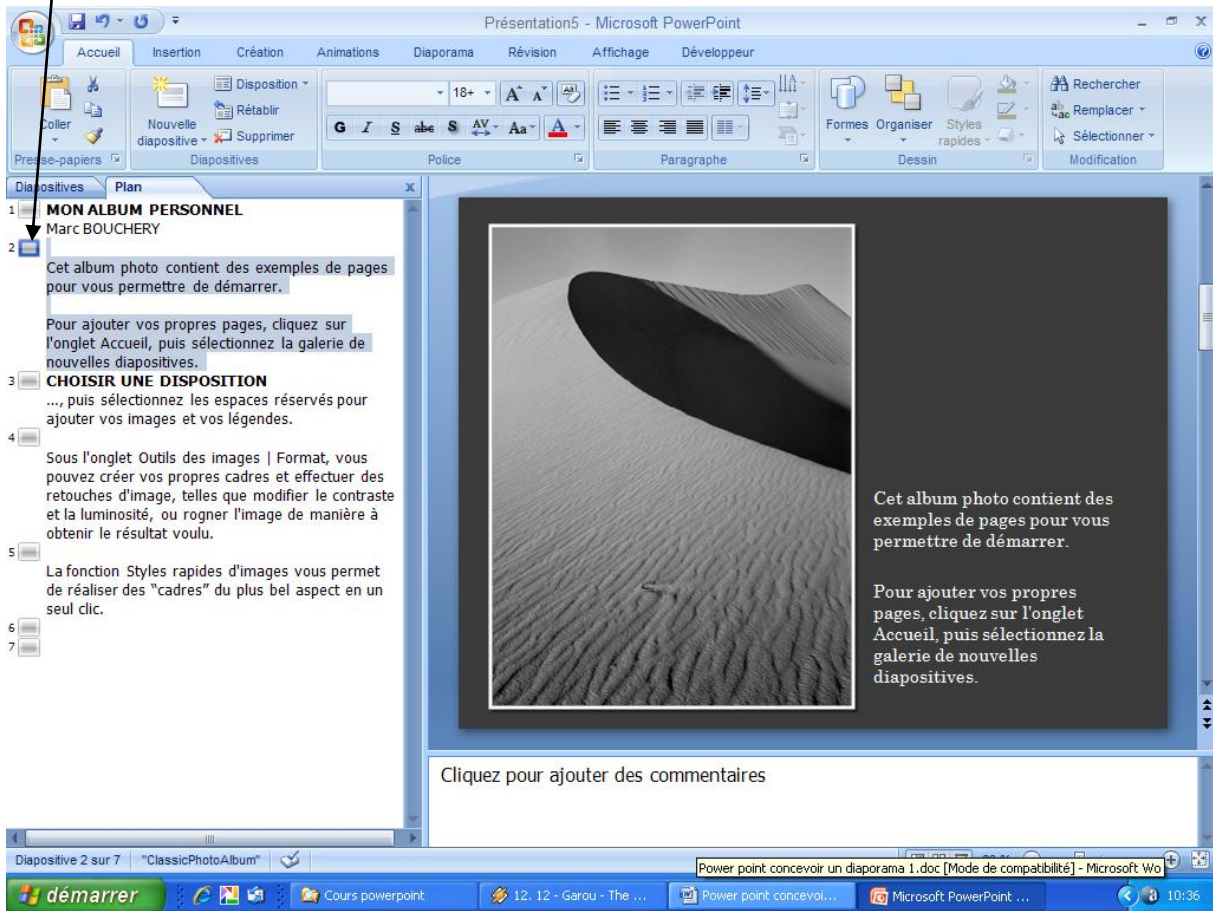 Présentation5 - Microsoft PowerPoint
Accueil Insertion Création Animations Diaporama Révision Affichage Développeur
Coller
Nouvelle diapositive
Disposition
Rétablir
Supprimer
18+
G I S abc S AV Aa A
Formes Organiser Styles rapides
Rechercher
Remplacer
Sélectionner
Presse-papiers Diapositives Police Paragraphe Dessin Modification
Diapositives Plan x
1 MON ALBUM PERSONNEL
Marc BOUCHERY
2
Cet album photo contient des exemples de pages
pour vous permettre de démarrer.
Pour ajouter vos propres pages, cliquez sur
l'onglet Accueil, puis sélectionnez la galerie de
nouvelles diapositives.
3 CHOISIR UNE DISPOSITION
..., puis sélectionnez les espaces réservés pour
ajouter vos images et vos légendes.
4
Sous l'onglet Outils des images | Format, vous
pouvez créer vos propres cadres et effectuer des
retouches d'image, telles que modifier le contraste
et la luminosité, ou rogner l'image de manière à
obtenir le résultat voulu.
5
La fonction Styles rapides d'images vous permet
de réaliser des "cadres" du plus bel aspect en un
seul clic.
6
7
Cet album photo contient des
exemples de pages pour vous
permettre de démarrer.
Pour ajouter vos propres
pages, cliquez sur l'onglet
Accueil, puis sélectionnez la
galerie de nouvelles
diapositives.
Cliquez pour ajouter des commentaires
Diapositive 2 sur 7 "ClassicPhotoAlbum"
Power point concevoir un diaporama 1.doc [Mode de compatibilité] - Microsoft Wo
démarrer Cours powerpoint 12. 12 - Garou - The ... Power point concevoi... Microsoft PowerPoint ... 10:36